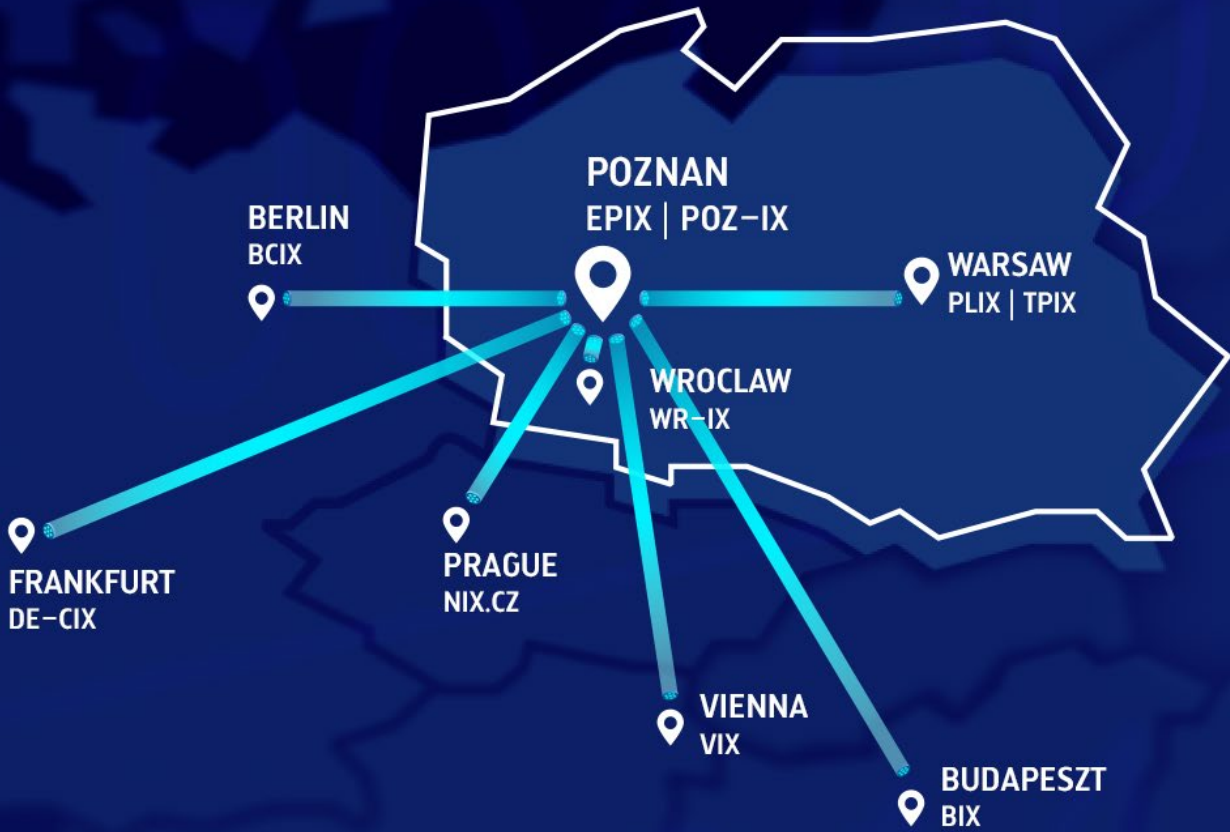 POZNAN
EPIX | POZ-IX
BERLIN
BCIX
WARSAW
PLIX | TPIX
WROCLAW
WR-IX
FRANKFURT
DE-CIX
PRAGUE
NIX.CZ
VIENNA
VIX
BUDAPESZT
BIX